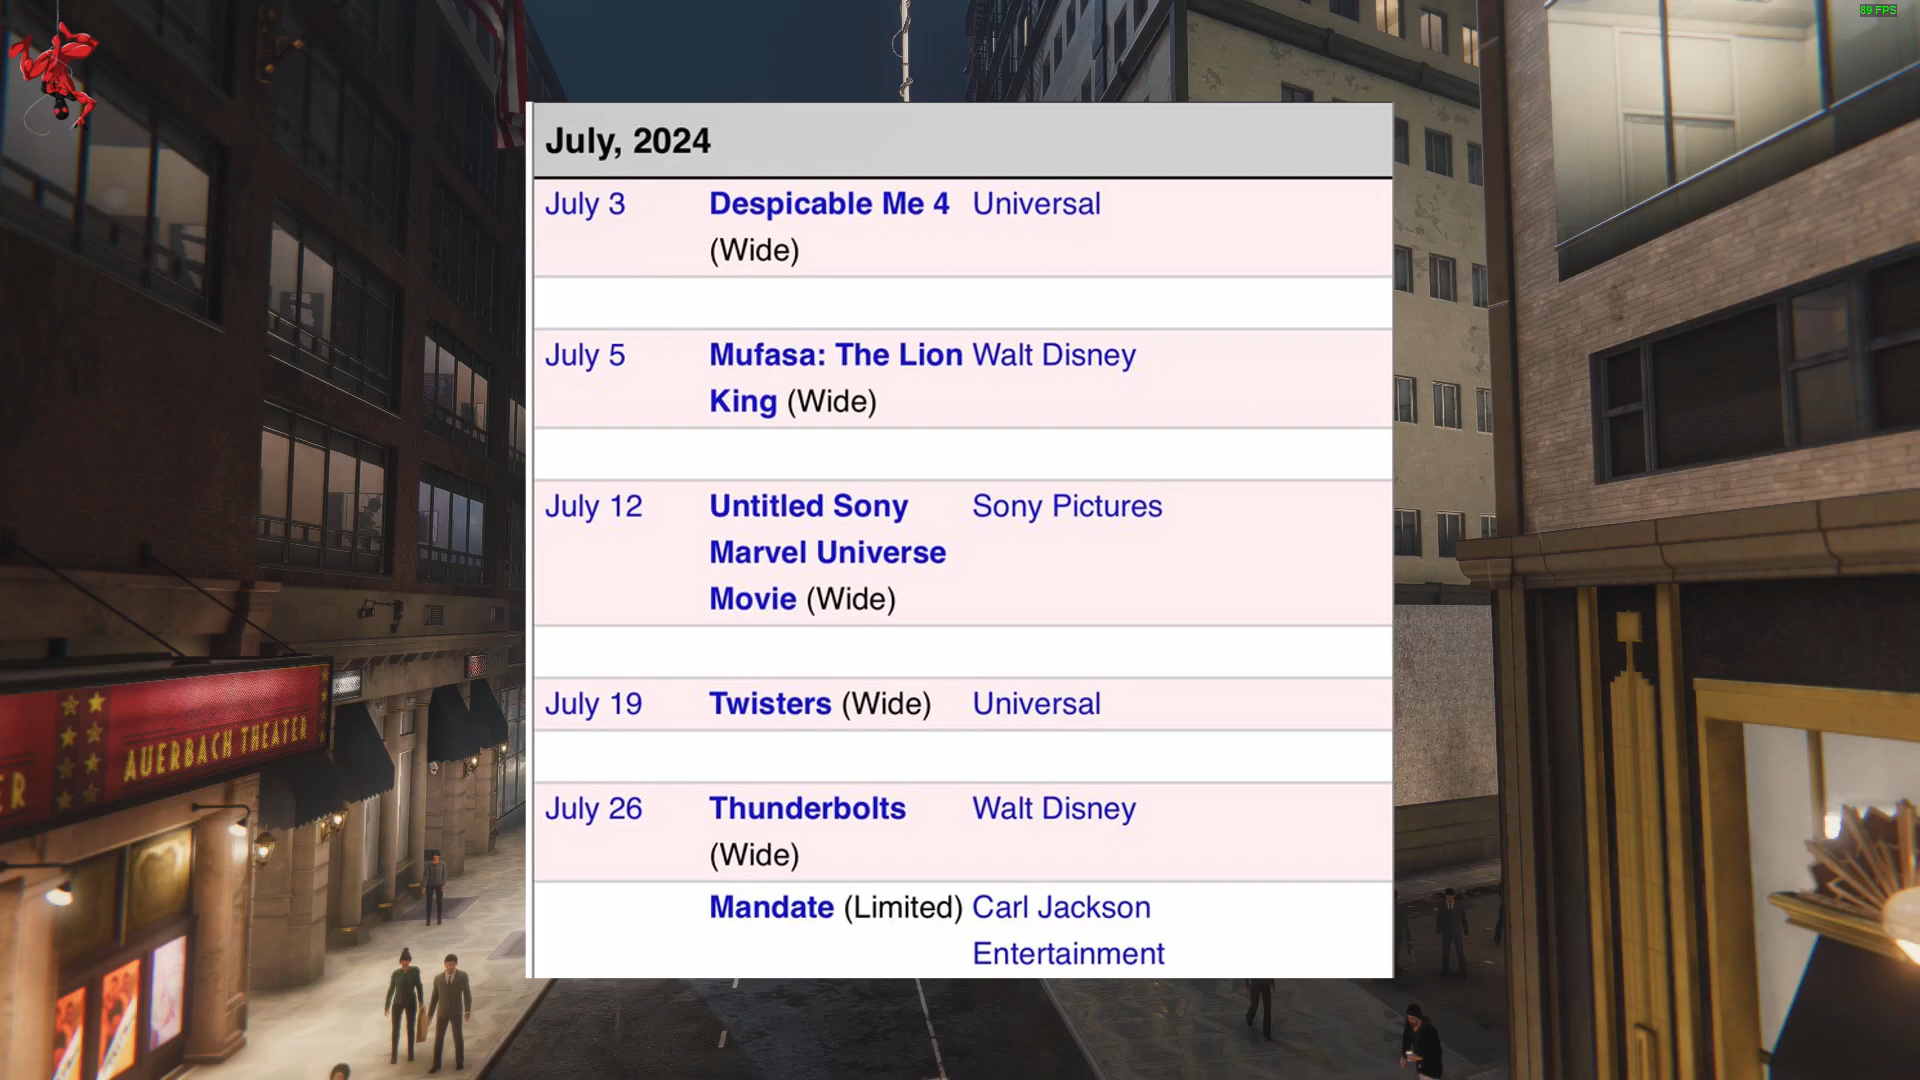 89 FPS
July, 2024
July 3 Despicable Me 4 Universal
(Wide)
July 5 Mufasa: The Lion Walt Disney
King (Wide)
July 12 Untitled Sony Sony Pictures
Marvel Universe
Movie (Wide)
July 19 Twisters (Wide) Universal
July 26 Thunderbolts Walt Disney
(Wide)
Mandate (Limited) Carl Jackson
Entertainment
ER
AUERBACH THEATER